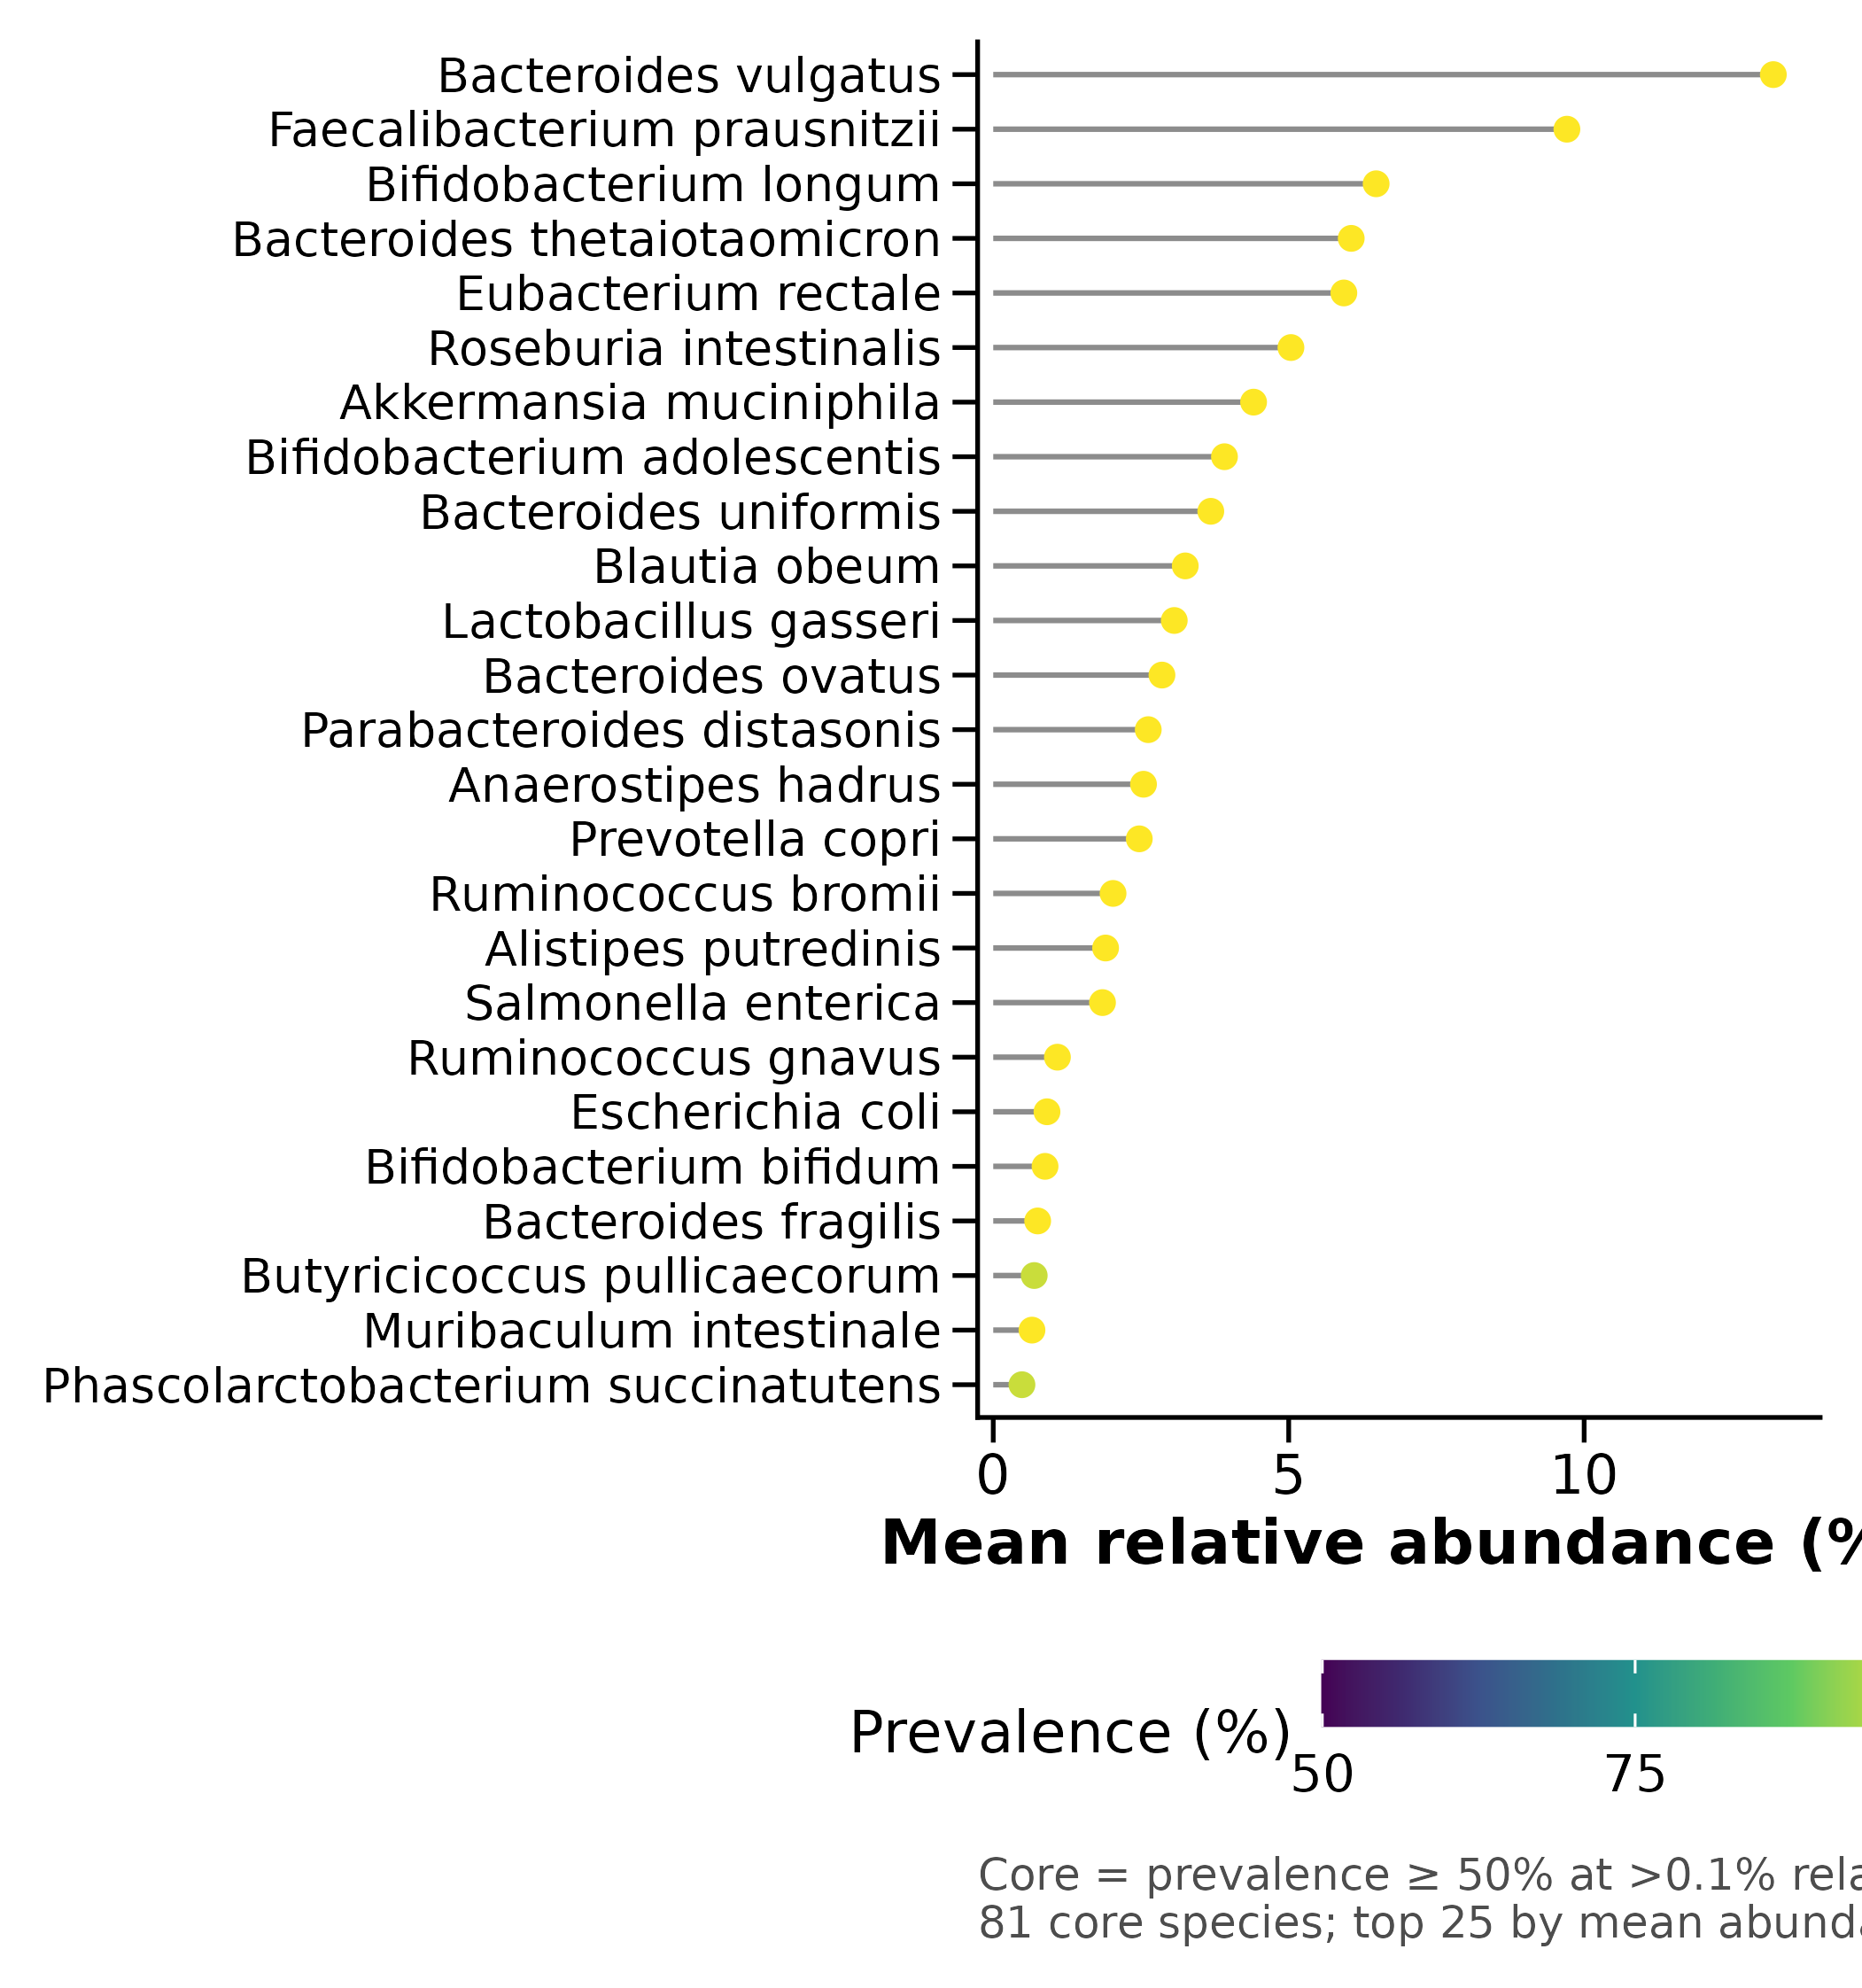 Bacteroides vulgatus
Faecalibacterium prausnitzii
Bifidobacterium longum
Bacteroides thetaiotaomicron
Eubacterium rectale
Roseburia intestinalis
Akkermansia muciniphila
Bifidobacterium adolescentis
Bacteroides uniformis
Blautia obeum
Lactobacillus gasseri
Bacteroides ovatus
Parabacteroides distasonis
Anaerostipes hadrus
Prevotella copri
Ruminococcus bromii
Alistipes putredinis
Salmonella enterica
Ruminococcus gnavus
Escherichia coli
Bifidobacterium bifidum
Bacteroides fragilis
Butyricicoccus pullicaecorum
Muribaculum intestinale
Phascolarctobacterium succinatutens
0 5 10
Mean relative abundance (%
Prevalence (%)
50 75
Core = prevalence ≥ 50% at >0.1% rela
81 core species; top 25 by mean abund